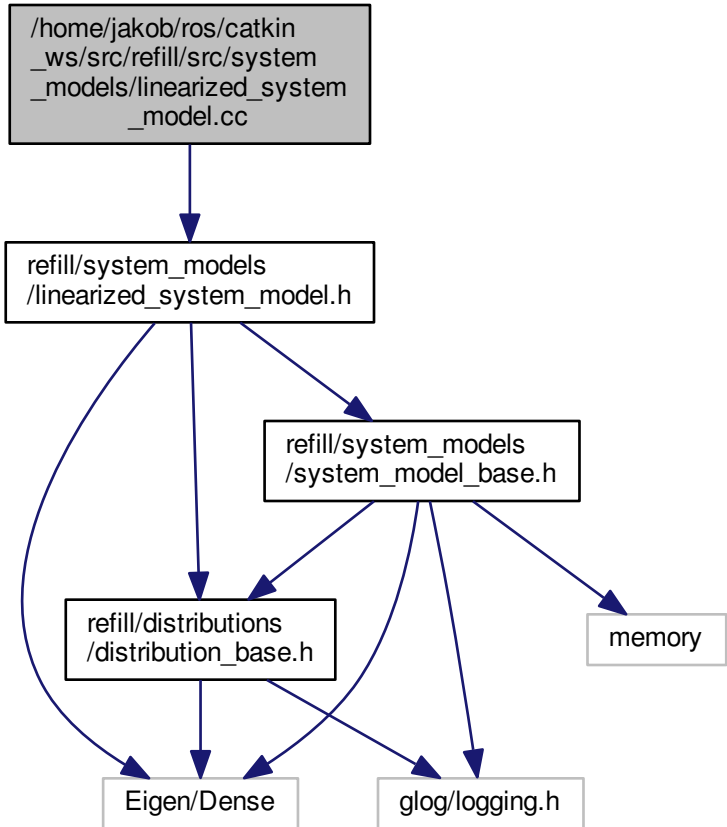 /home/jakob/ros/catkin
_ws/src/refill/src/system
_models/linearized_system
_model.cc
refill/system_models
/linearized_system_model.h
refill/system_models
/system_model_base.h
refill/distributions
/distribution_base.h
memory
Eigen/Dense
glog/logging.h